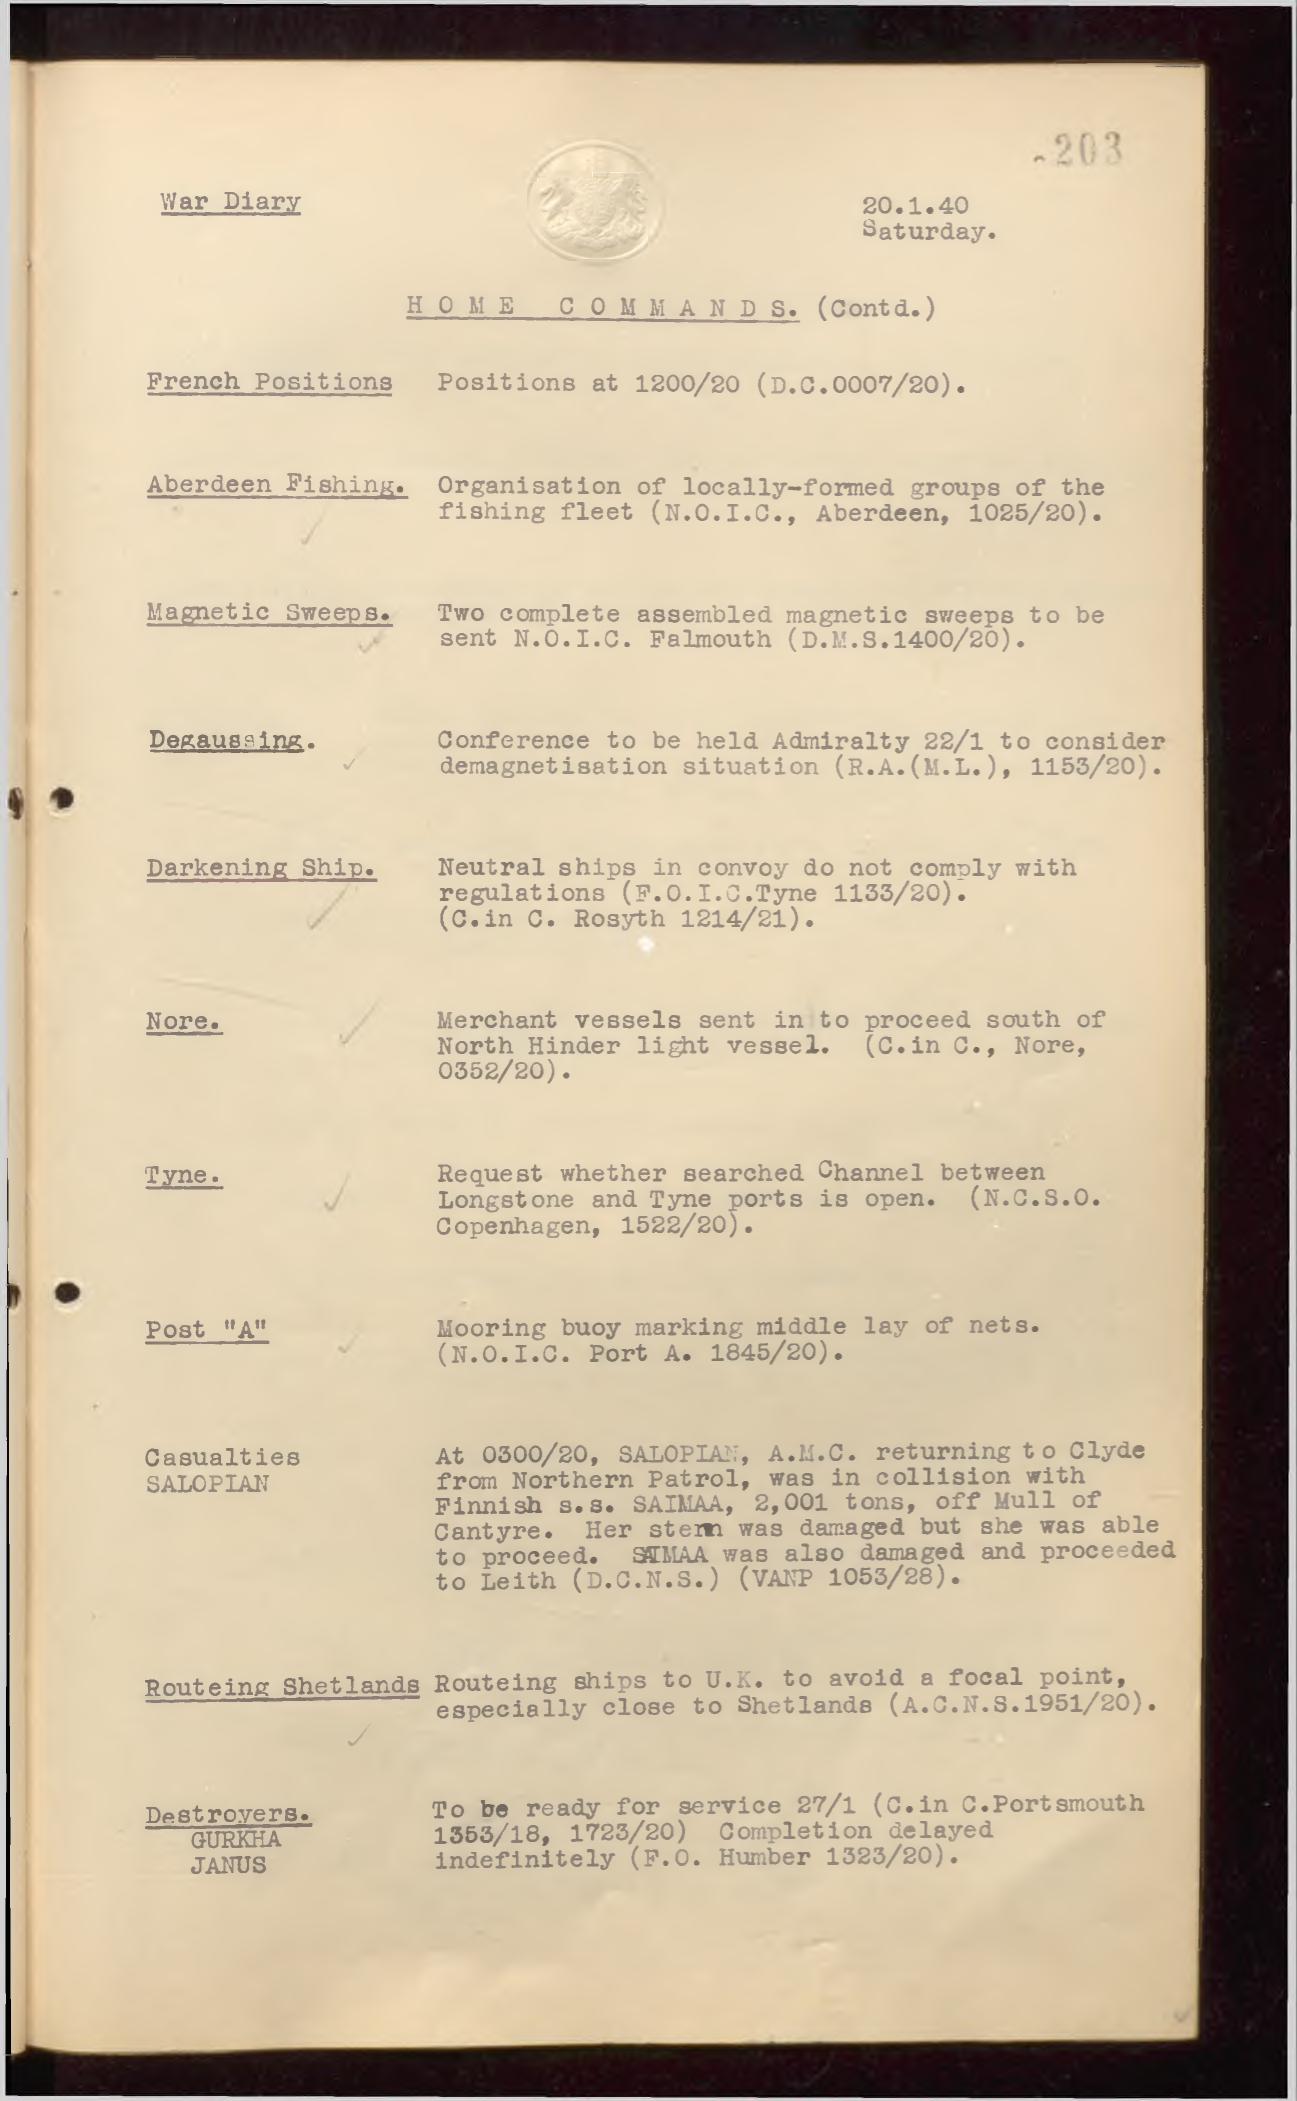 203
War Diary
20.1.40
Saturday.
HOME COMMANDS. (Contd.)
French Positions Positions at 1200/20 (D.C.0007/20).
Aberdeen Fishing. Organisation of locally-formed groups of the
fishing fleet (N.O.I.C., Aberdeen, 1025/20).
Magnetic Sweeps. Two complete assembled magnetic sweeps to be
sent N.O.I.C. Falmouth (D.M.S.1400/20).
Degaussing. Conference to be held Admiralty 22/1 to consider
demagnetisation situation (R.A.(M.L.), 1153/20).
Darkening Ship. Neutral ships in convoy do not comply with
regulations (F.O.I.C.Tyne 1133/20).
(C.in C. Rosyth 1214/21).
Nore. Merchant vessels sent in to proceed south of
North Hinder light vessel. (C.in C., Nore,
0352/20).
Tyne. Request whether searched Channel between
Longstone and Tyne ports is open. (N.C.S.O.
Copenhagen, 1522/20).
Post "A" Mooring buoy marking middle lay of nets.
(N.O.I.C. Port A. 1845/20).
Casualties At 0300/20, SALOPIAN, A.M.C. returning to Clyde
SALOPIAN from Northern Patrol, was in collision with
Finnish s.s. SAIMAA, 2,001 tons, off Mull of
Cantyre. Her stem was damaged but she was able
to proceed. SAIMAA was also damaged and proceeded
to Leith (D.C.N.S.) (VANP 1053/28).
Routeing Shetlands Routeing ships to U.K. to avoid a focal point,
especially close to Shetlands (A.C.N.S.1951/20).
Destroyers. To be ready for service 27/1 (C.in C.Portsmouth
GURKHA 1353/18, 1723/20) Completion delayed
JANUS indefinitely (F.O. Humber 1323/20).